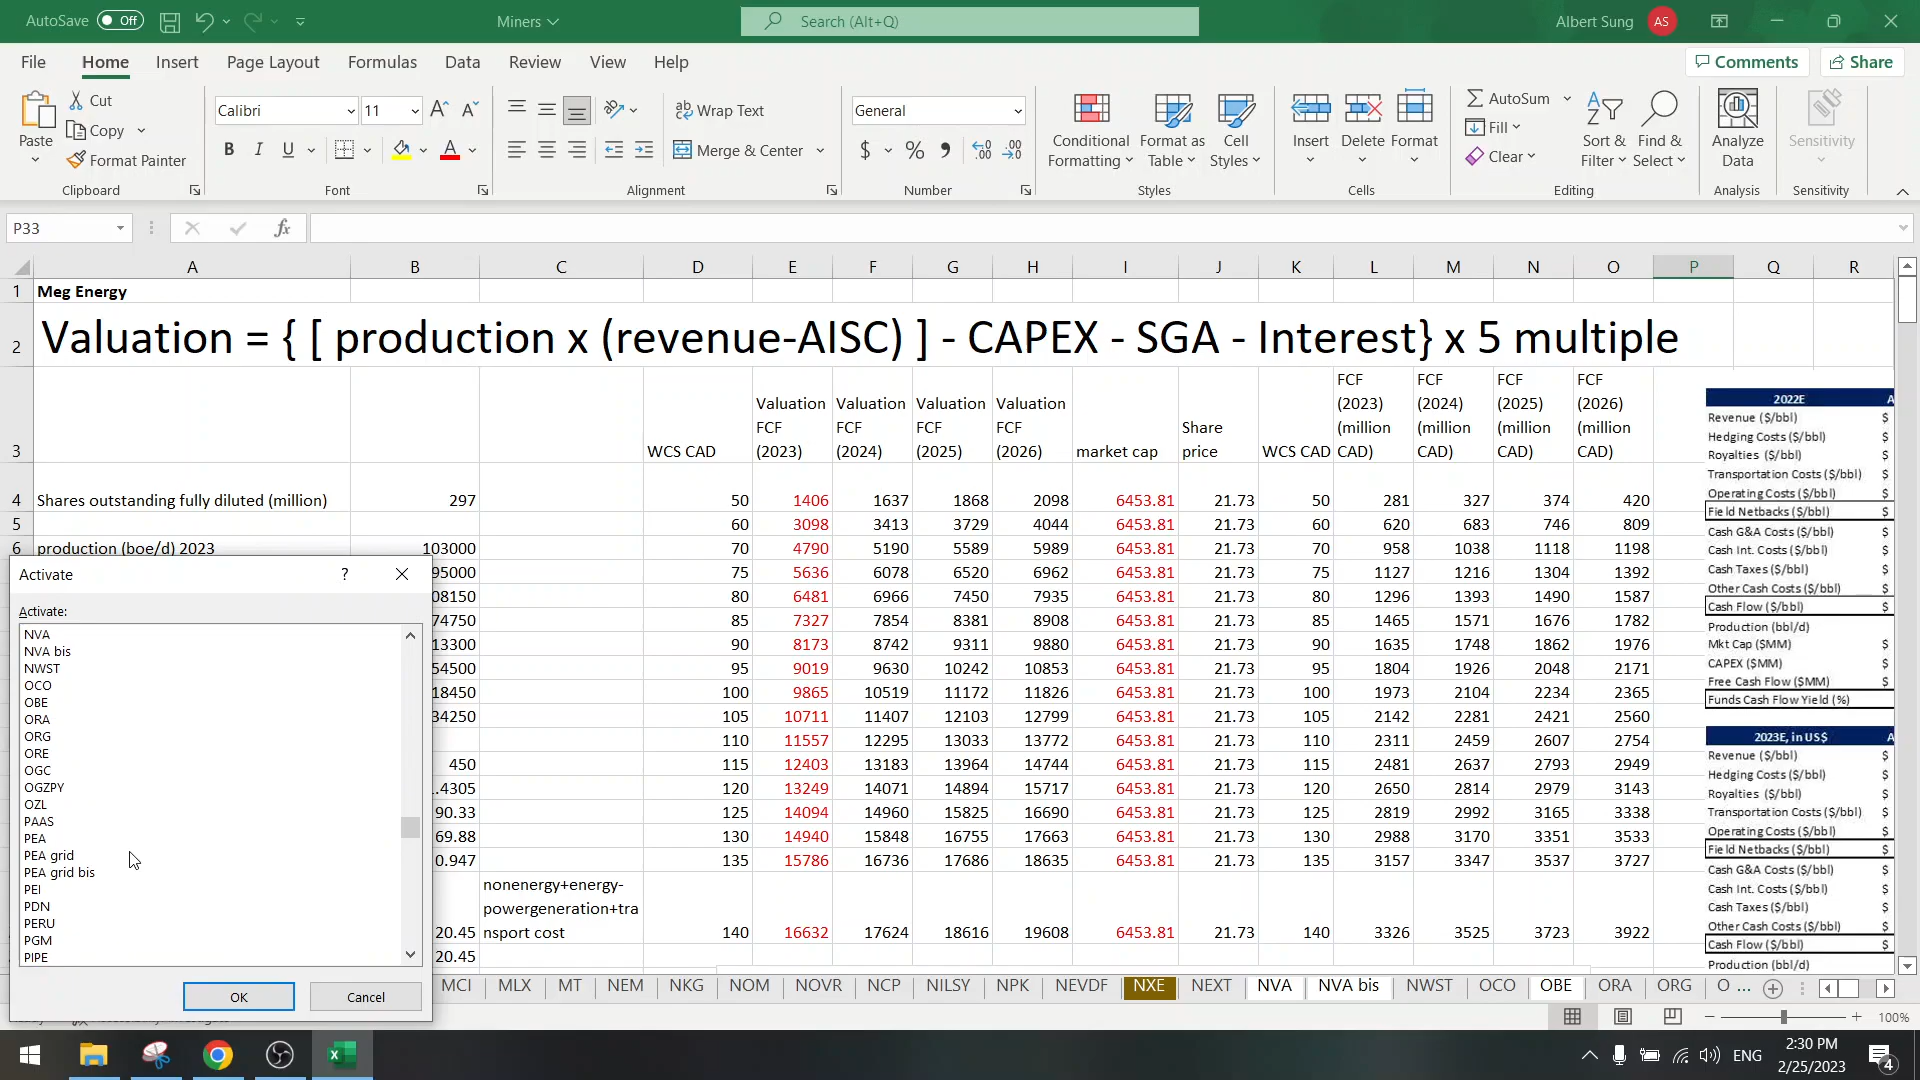 AutoSave Off Miners Search (Alt+Q) Albert Sung AS
File Home Insert Page Layout Formulas Data Review View Help Comments Share
Paste Cut Copy Format Painter Clipboard
Calibri 11 B I U Font
Wrap Text Merge & Center Alignment
General $ % Number
Conditional Formatting Format as Table Cell Styles Styles
Insert Delete Format Cells
AutoSum Fill Clear Sort & Filter Find & Select Editing
Analyze Data Analysis Sensitivity Sensitivity
P33 fx
A B C D E F G H I J K L M N O P Q R
1 Meg Energy
2 Valuation = { [ production x (revenue-AISC) ] - CAPEX - SGA - Interest} x 5 multiple
3 WCS CAD Valuation FCF (2023) Valuation FCF (2024) Valuation FCF (2025) Valuation FCF (2026) market cap Share price WCS CAD FCF (2023) (million CAD) FCF (2024) (million CAD) FCF (2025) (million CAD) FCF (2026) (million CAD)
4 Shares outstanding fully diluted (million) 297 50 1406 1637 1868 2098 6453.81 21.73 50 281 327 374 420
5 60 3098 3413 3729 4044 6453.81 21.73 60 620 683 746 809
6 production (boe/d) 2023 103000 70 4790 5190 5589 5989 6453.81 21.73 70 958 1038 1118 1198
95000 75 5636 6078 6520 6962 6453.81 21.73 75 1127 1216 1304 1392
08150 80 6481 6966 7450 7935 6453.81 21.73 80 1296 1393 1490 1587
74750 85 7327 7854 8381 8908 6453.81 21.73 85 1465 1571 1676 1782
13300 90 8173 8742 9311 9880 6453.81 21.73 90 1635 1748 1862 1976
54500 95 9019 9630 10242 10853 6453.81 21.73 95 1804 1926 2048 2171
18450 100 9865 10519 11172 11826 6453.81 21.73 100 1973 2104 2234 2365
34250 105 10711 11407 12103 12799 6453.81 21.73 105 2142 2281 2421 2560
110 11557 12295 13033 13772 6453.81 21.73 110 2311 2459 2607 2754
450 115 12403 13183 13964 14744 6453.81 21.73 115 2481 2637 2793 2949
.4305 120 13249 14071 14894 15717 6453.81 21.73 120 2650 2814 2979 3143
90.33 125 14094 14960 15825 16690 6453.81 21.73 125 2819 2992 3165 3338
69.88 130 14940 15848 16755 17663 6453.81 21.73 130 2988 3170 3351 3533
0.947 135 15786 16736 17686 18635 6453.81 21.73 135 3157 3347 3537 3727
nonenergy+energy-
powergeneration+tra
20.45 nsport cost 140 16632 17624 18616 19608 6453.81 21.73 140 3326 3525 3723 3922
20.45
2022E A
Revenue ($/bbl) $
Hedging Costs ($/bbl) $
Royalties ($/bbl) $
Transportation Costs ($/bbl) $
Operating Costs ($/bbl) $
Field Netbacks ($/bbl) $
Cash G&A Costs ($/bbl) $
Cash Int. Costs ($/bbl) $
Cash Taxes ($/bbl) $
Other Cash Costs ($/bbl) $
Cash Flow ($/bbl) $
Production (bbl/d)
Mkt Cap ($MM) $
CAPEX ($MM) $
Free Cash Flow ($MM) $
Funds Cash Flow Yield (%)
2023E, in US$ A
Revenue ($/bbl) $
Hedging Costs ($/bbl) $
Royalties ($/bbl) $
Transportation Costs ($/bbl) $
Operating Costs ($/bbl) $
Field Netbacks ($/bbl) $
Cash G&A Costs ($/bbl) $
Cash Int. Costs ($/bbl) $
Cash Taxes ($/bbl) $
Other Cash Costs ($/bbl) $
Cash Flow ($/bbl) $
Production (bbl/d)
Activate ?
Activate:
NVA
NVA bis
NWST
OCO
OBE
ORA
ORG
ORE
OGC
OGZPY
OZL
PAAS
PEA
PEA grid
PEA grid bis
PEI
PDN
PERU
PGM
PIPE
OK Cancel
MCI MLX MT NEM NKG NOM NOVR NCP NILSY NPK NEVDF NXE NEXT NVA NVA bis NWST OCO OBE ORA ORG O ...
100%
ENG 2:30 PM 2/25/2023 4